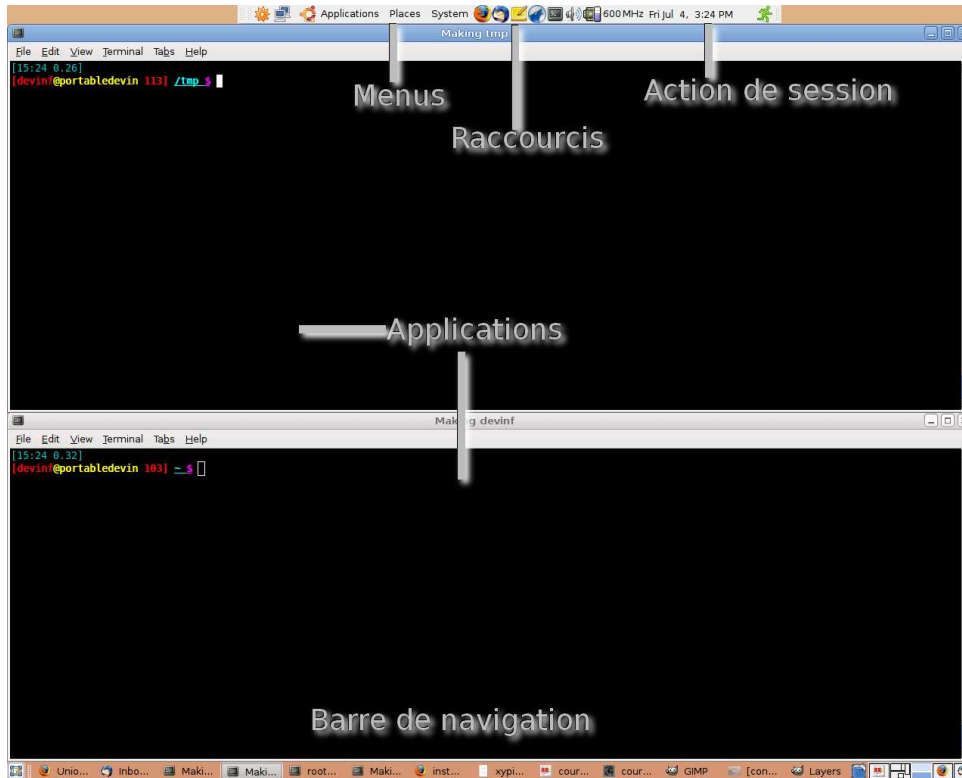 Applications Places System 600 MHz Fri Jul 4, 3:24 PM
Making tmp
File Edit View Terminal Tabs Help
[15:24 0.26]
[devinf@portabledevin 113] /tmp $
Menus
Action de session
Raccourcis
Applications
Making devinf
File Edit View Terminal Tabs Help
[15:24 0.32]
[devinf@portabledevin 103] ~ $
Barre de navigation
Unio... Inbo... Maki... Maki... root... Maki... inst... xypi... cour... cour... GIMP [con... Layers